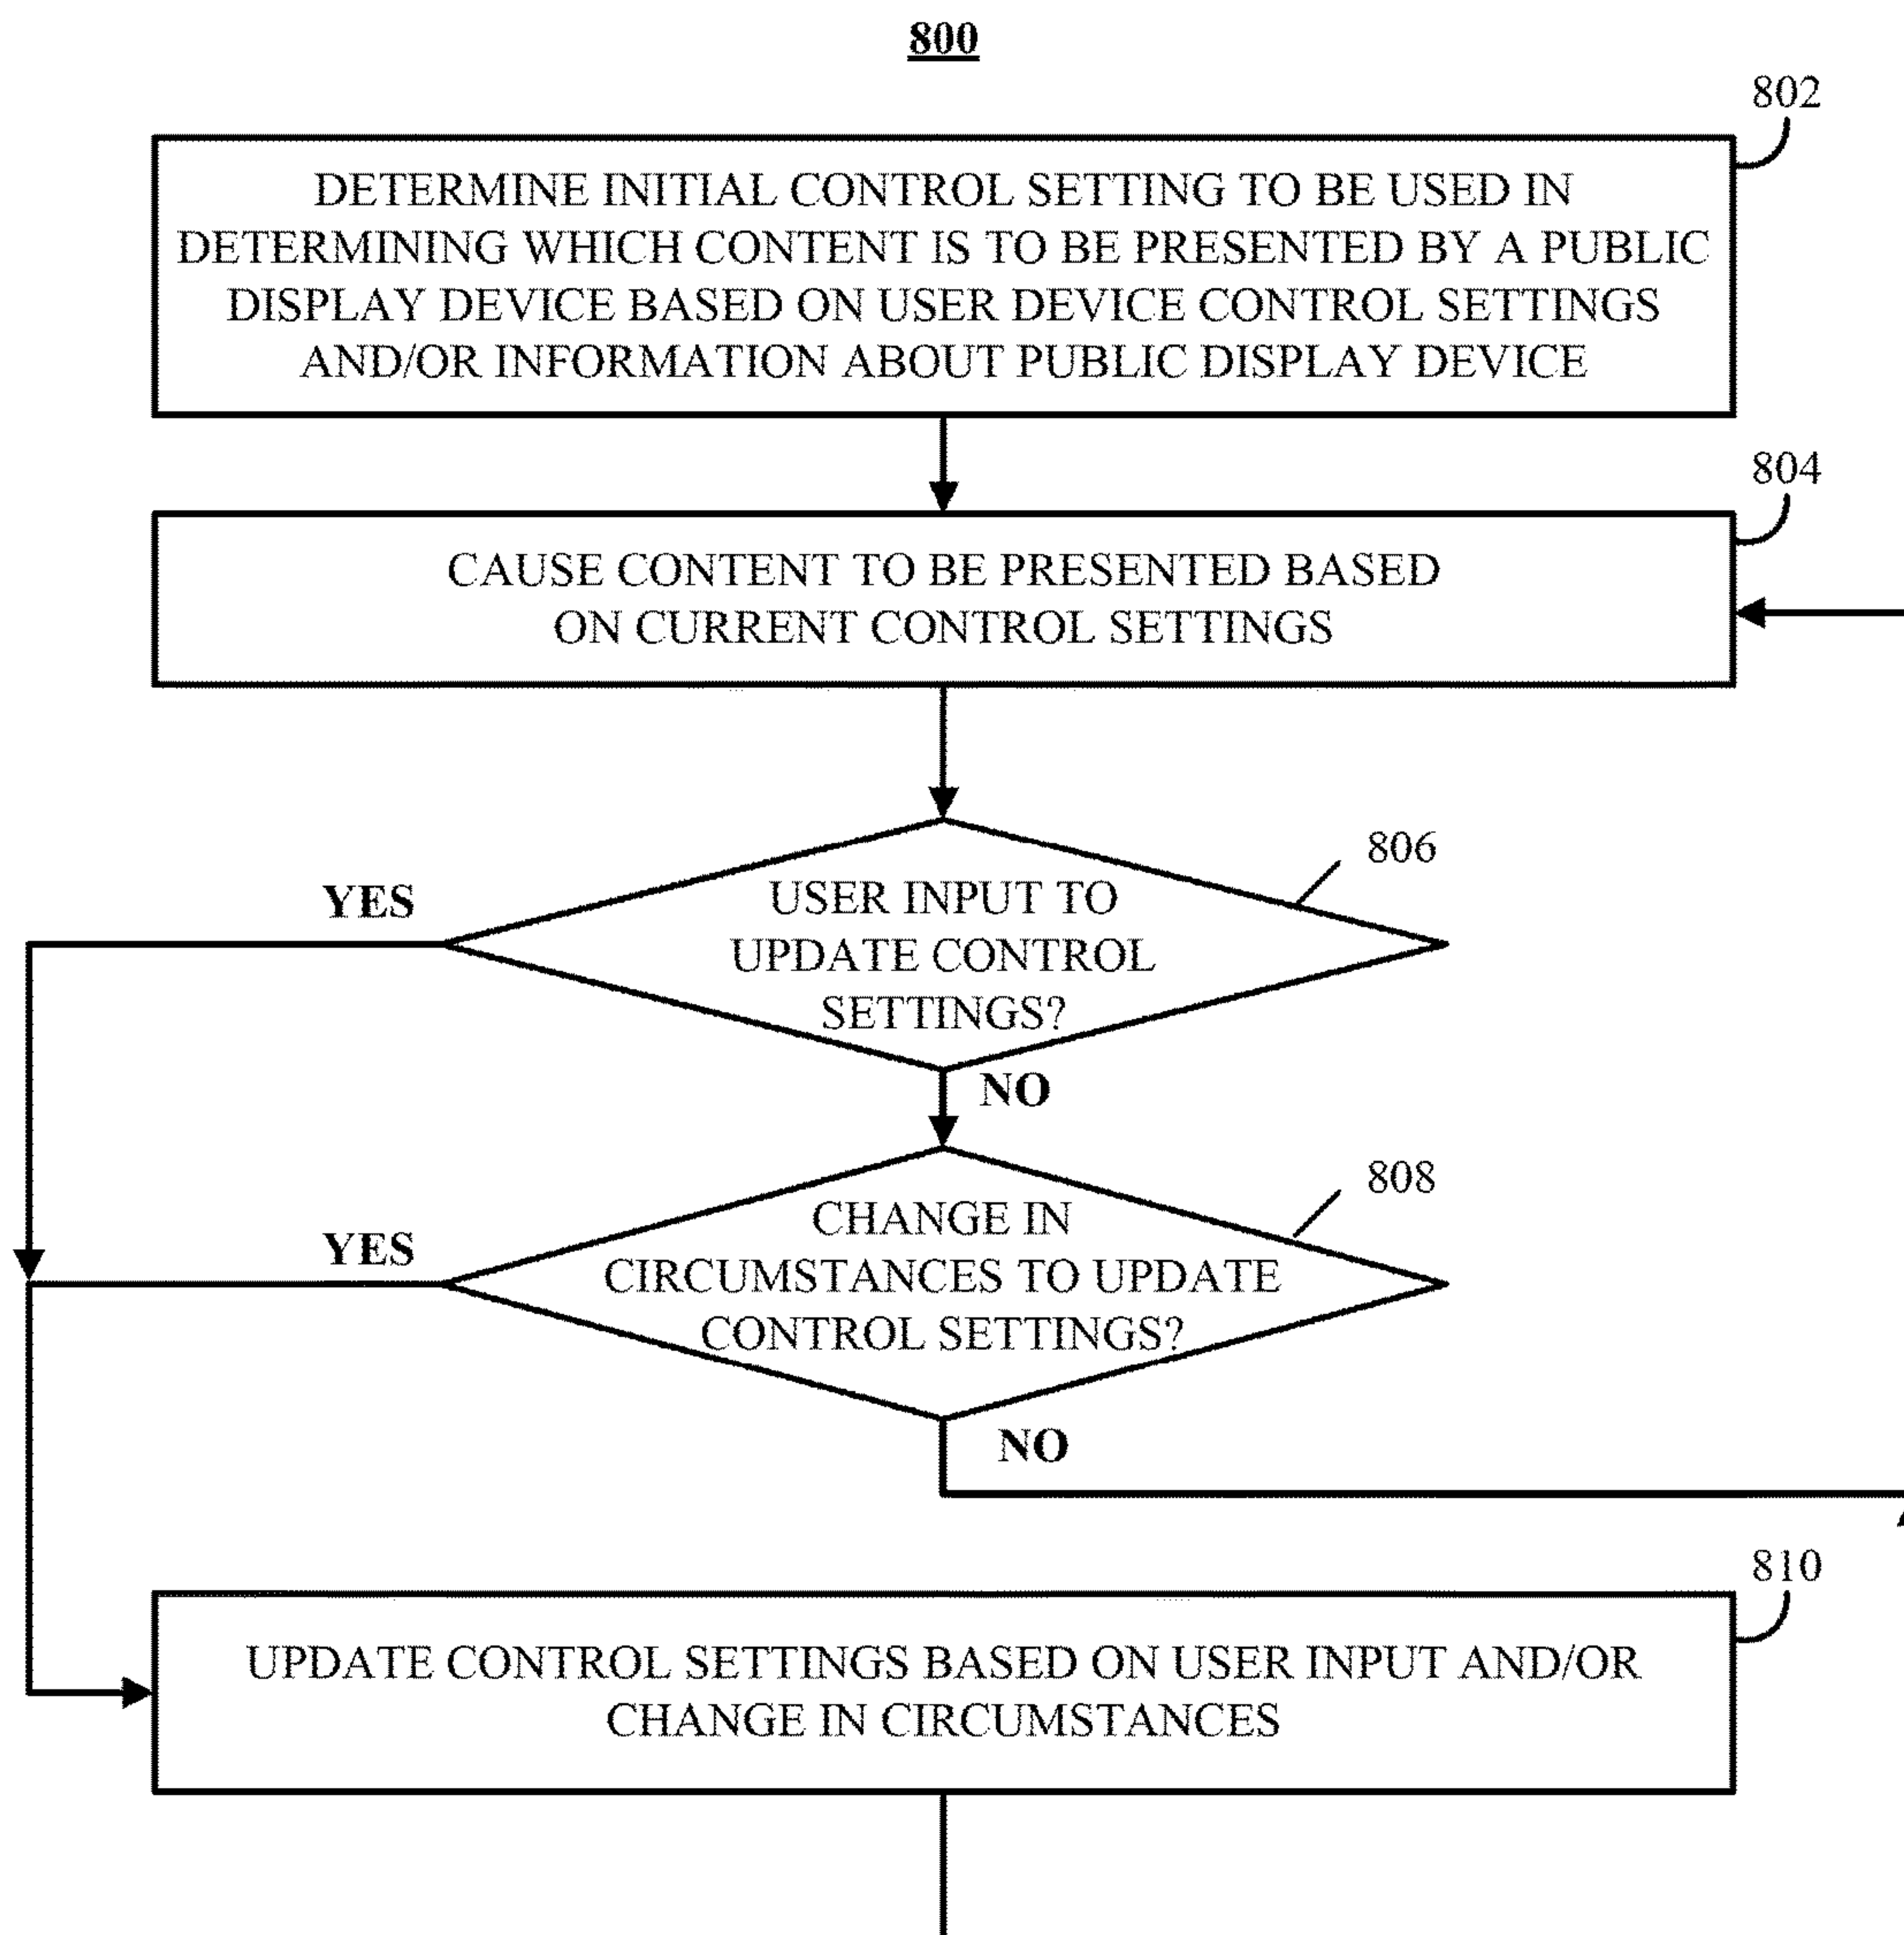 800
802
DETERMINE INITIAL CONTROL SETTING TO BE USED IN
DETERMINING WHICH CONTENT IS TO BE PRESENTED BY A PUBLIC
DISPLAY DEVICE BASED ON USER DEVICE CONTROL SETTINGS
AND/OR INFORMATION ABOUT PUBLIC DISPLAY DEVICE
804
CAUSE CONTENT TO BE PRESENTED BASED
ON CURRENT CONTROL SETTINGS
806
YES
USER INPUT TO
UPDATE CONTROL
SETTINGS?
NO
808
YES
CHANGE IN
CIRCUMSTANCES TO UPDATE
CONTROL SETTINGS?
NO
810
UPDATE CONTROL SETTINGS BASED ON USER INPUT AND/OR
CHANGE IN CIRCUMSTANCES